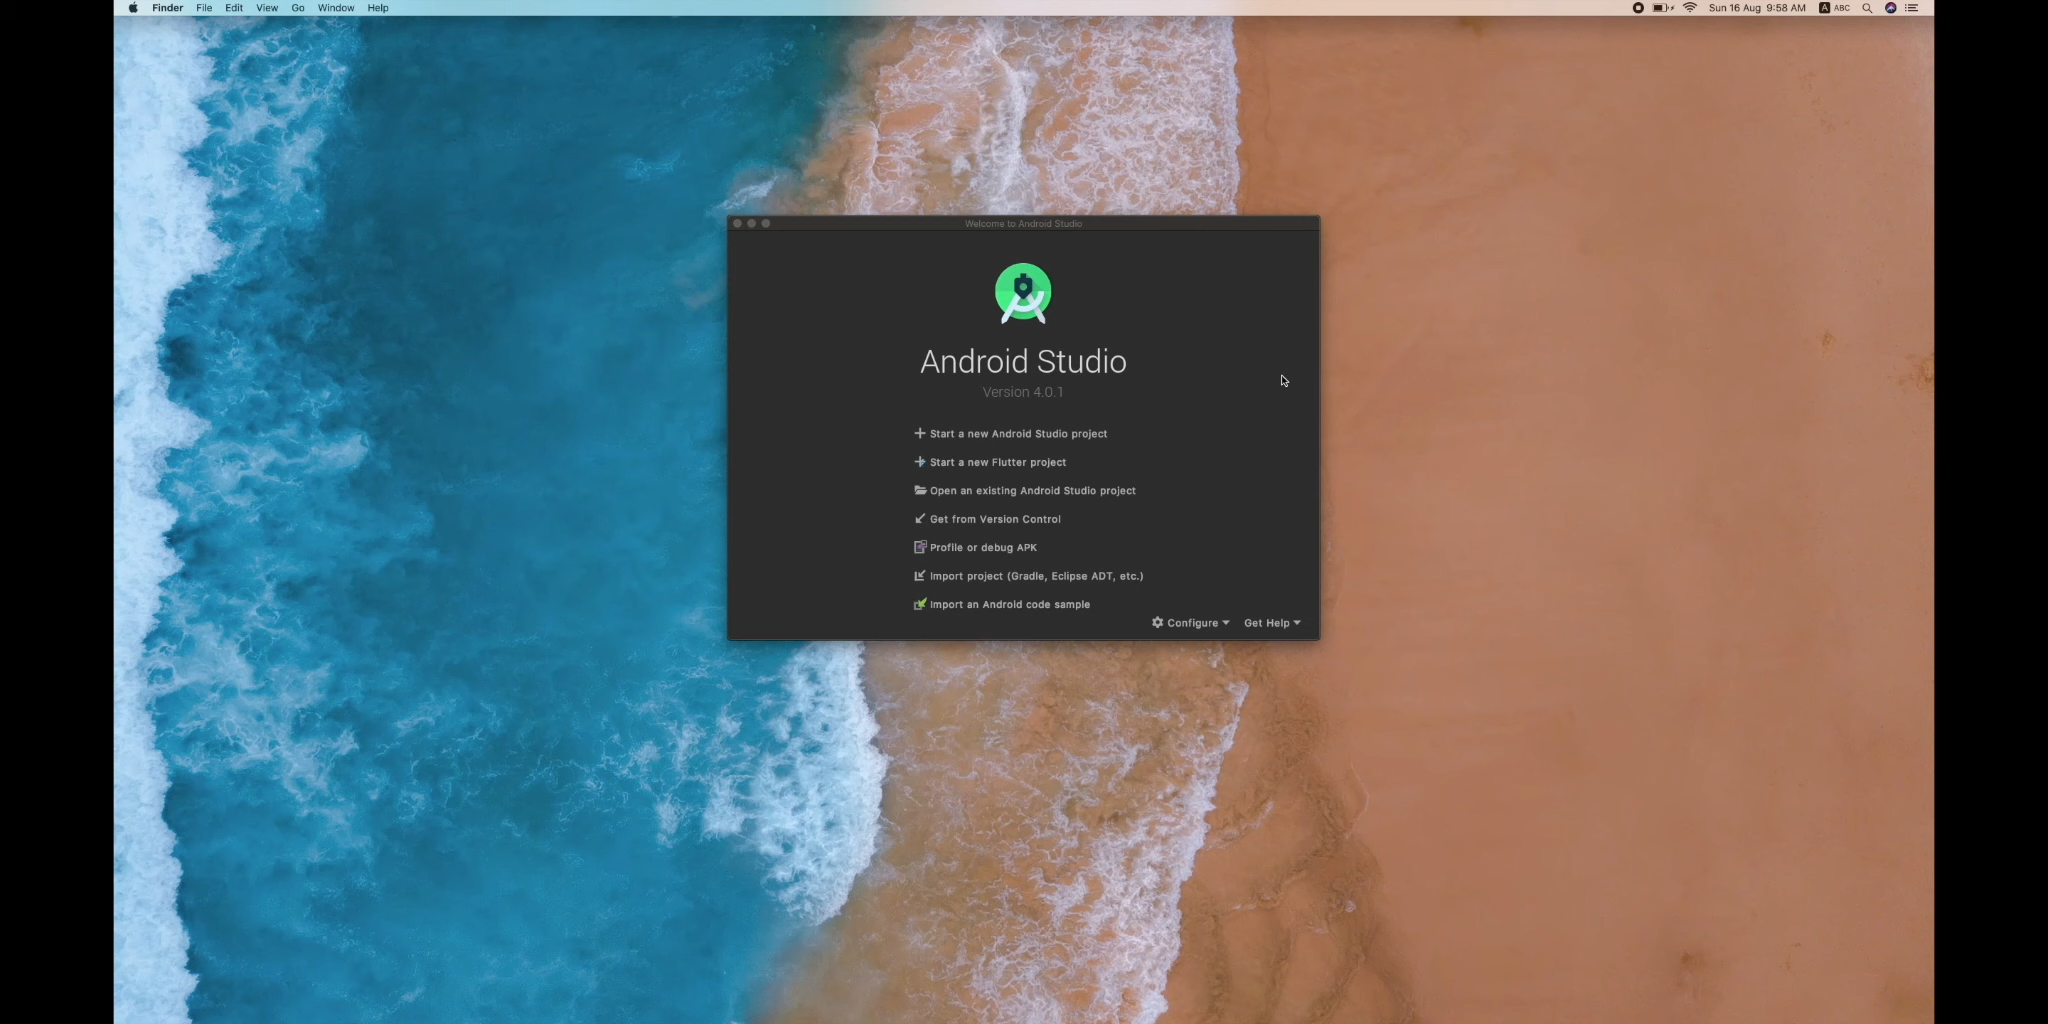 Finder File Edit View Go Window Help Sun 16 Aug 9:58 AM A ABC
Welcome to Android Studio
Android Studio
Version 4.0.1
Start a new Android Studio project
Start a new Flutter project
Open an existing Android Studio project
Get from Version Control
Profile or debug APK
Import project (Gradle, Eclipse ADT, etc.)
Import an Android code sample
Configure Get Help